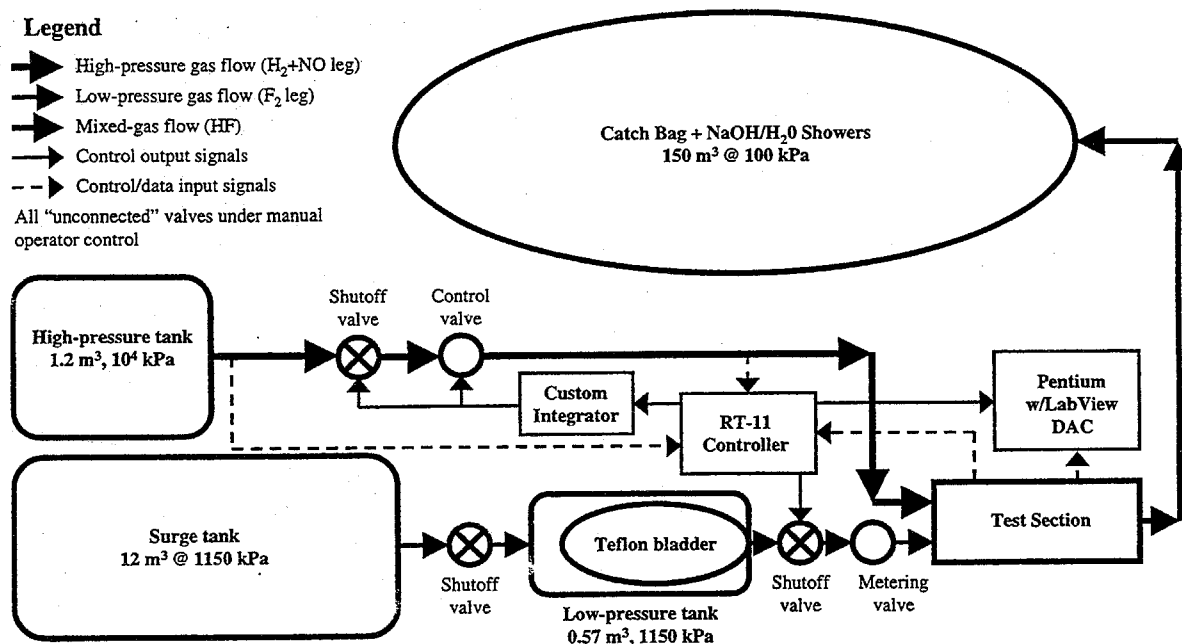 Legend
High-pressure gas flow (H₂+NO leg)
Low-pressure gas flow (F₂ leg)
Mixed-gas flow (HF)
Control output signals
Control/data input signals
All "unconnected" valves under manual
operator control
Catch Bag + NaOH/H₂0 Showers
150 m³ @ 100 kPa
High-pressure tank
1.2 m³, 10⁴ kPa
Shutoff
valve
Control
valve
Custom
Integrator
RT-11
Controller
Pentium
w/LabView
DAC
Surge tank
12 m³ @ 1150 kPa
Shutoff
valve
Teflon bladder
Low-pressure tank
0.57 m³, 1150 kPa
Shutoff
valve
Metering
valve
Test Section